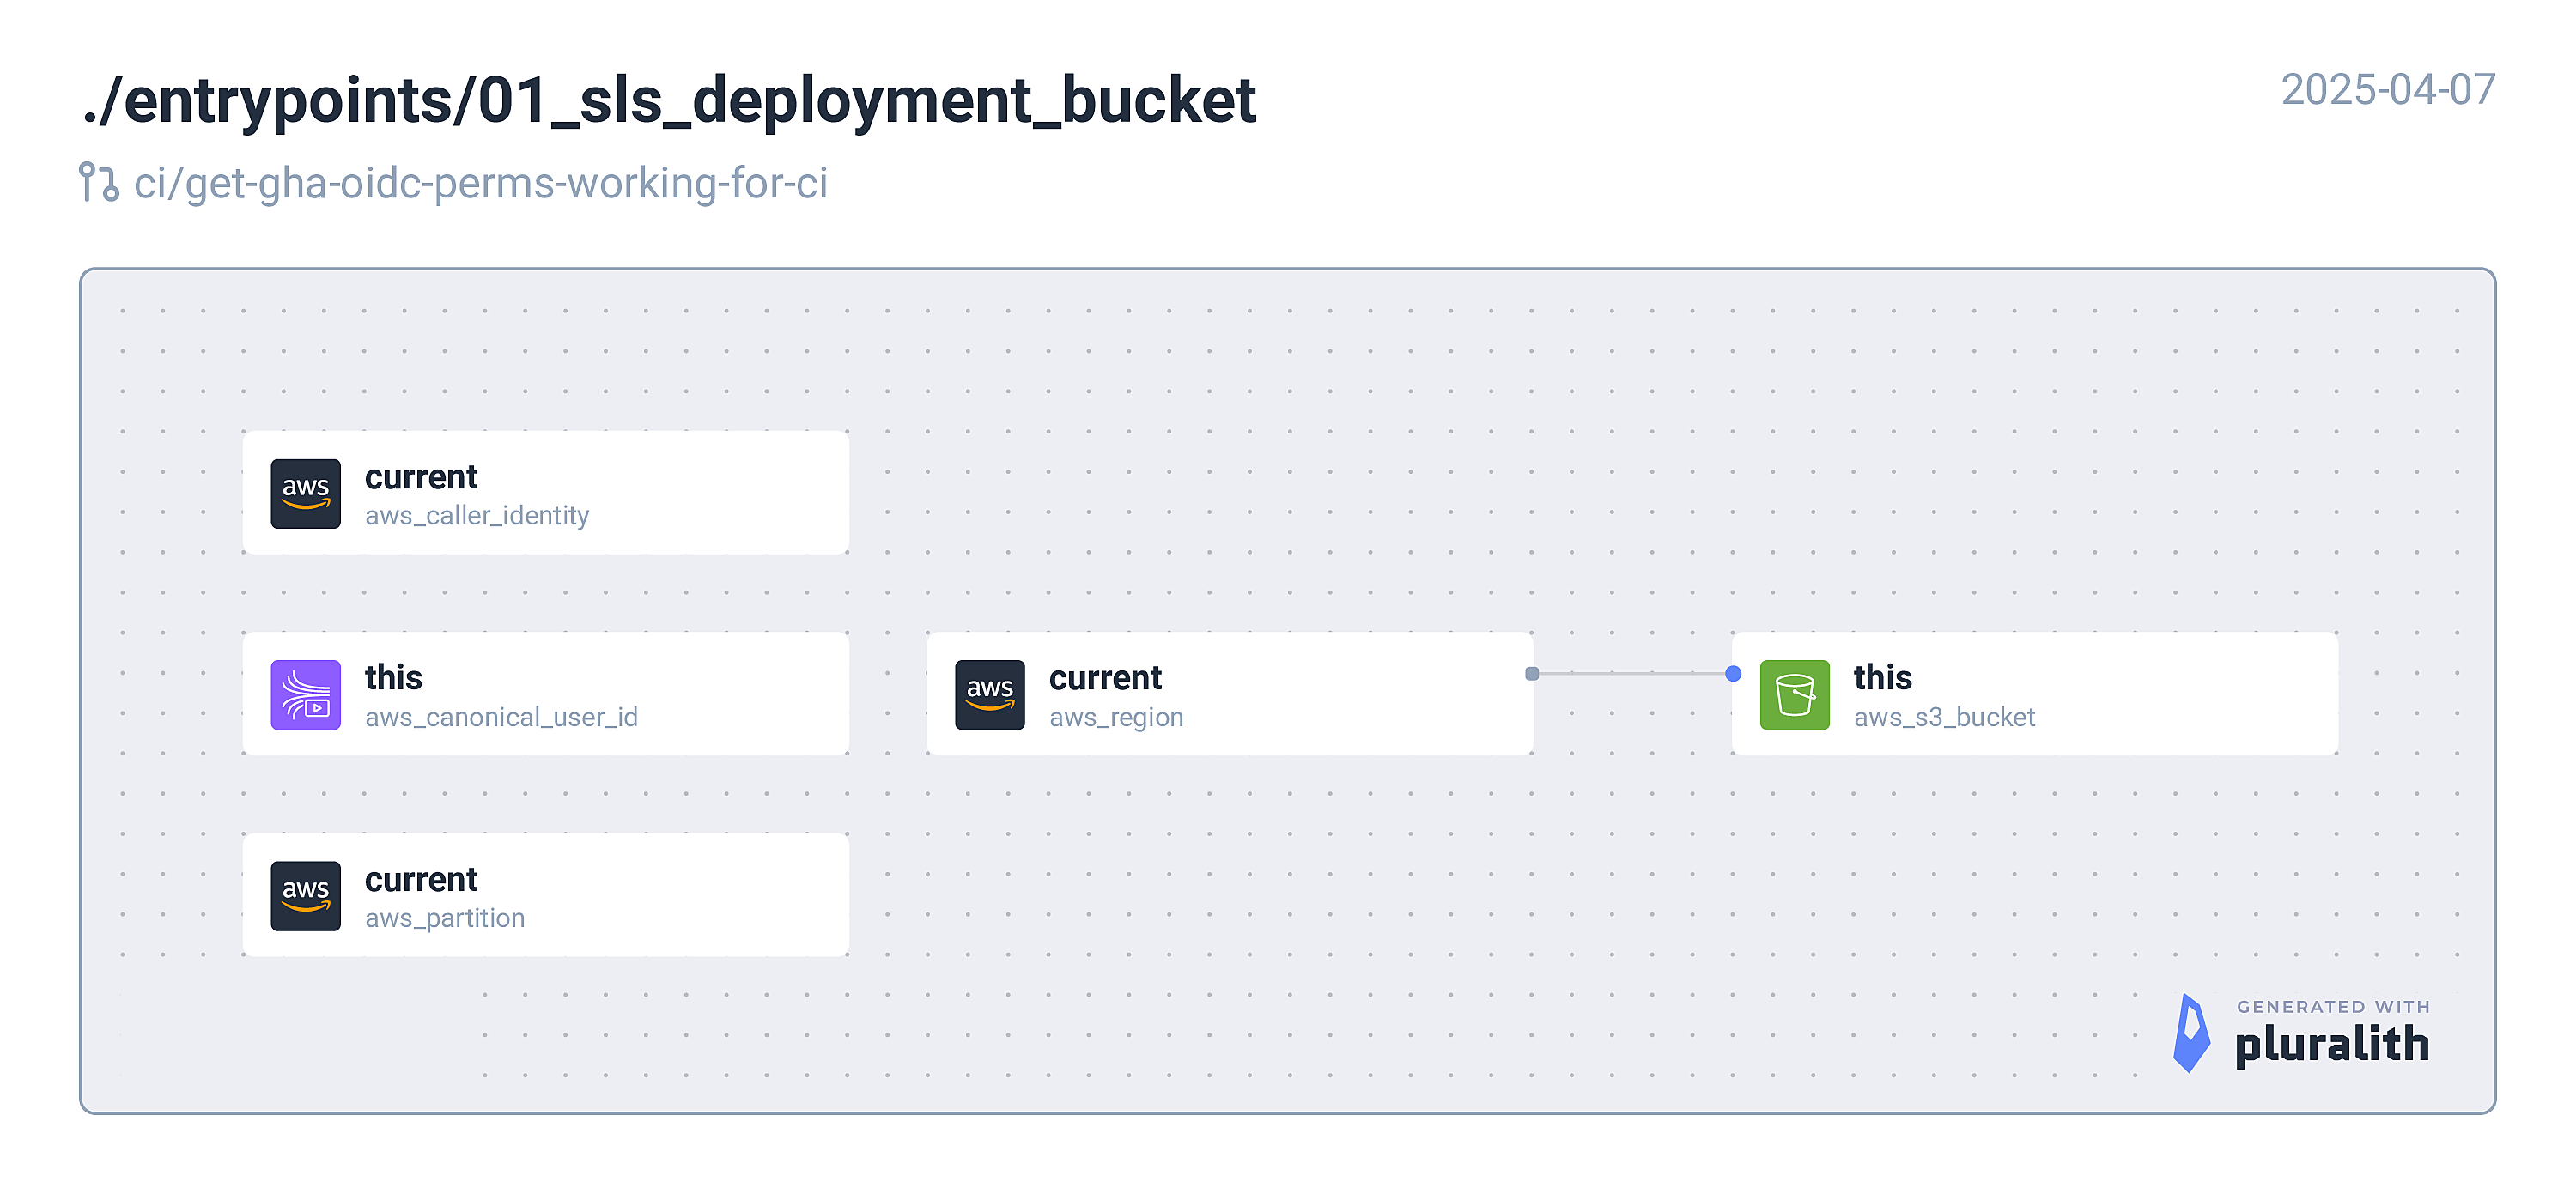 ./entrypoints/01_sls_deployment_bucket
2025-04-07
ci/get-gha-oidc-perms-working-for-ci
aws
current
aws_caller_identity
this
aws_canonical_user_id
aws
current
aws_region
this
aws_s3_bucket
aws
current
aws_partition
GENERATED WITH
pluralith